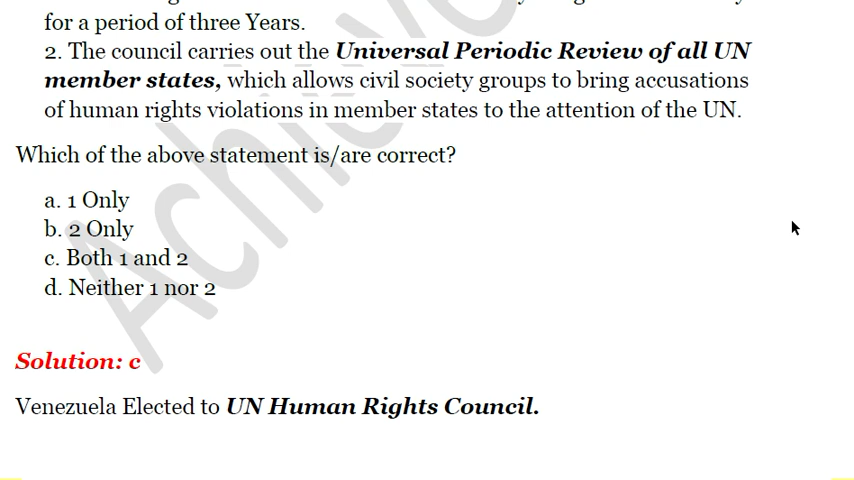 for a period of three Years.
2. The council carries out the Universal Periodic Review of all UN
member states, which allows civil society groups to bring accusations
of human rights violations in member states to the attention of the UN.
Which of the above statement is/are correct?
a. 1 Only
b. 2 Only
c. Both 1 and 2
d. Neither 1 nor 2
Solution: c
Venezuela Elected to UN Human Rights Council.